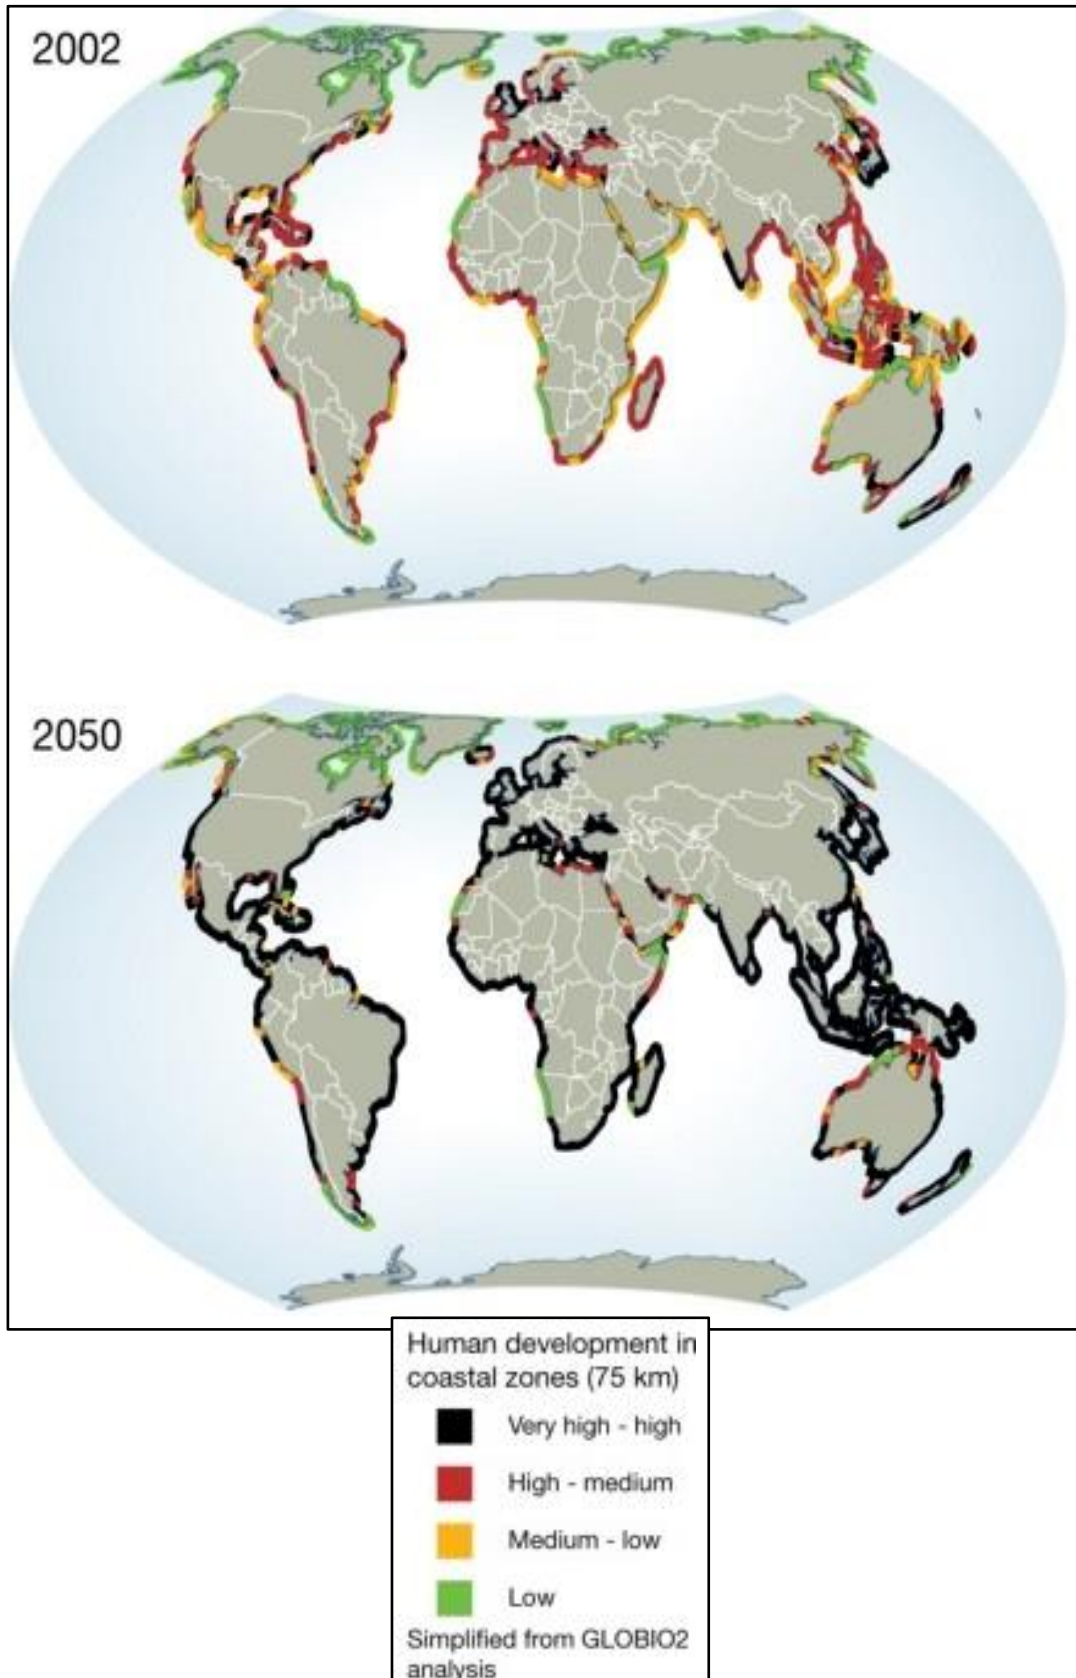 2002
2050
Human development in
coastal zones (75 km)
Very high - high
High - medium
Medium - low
Low
Simplified from GLOBIO2
analysis